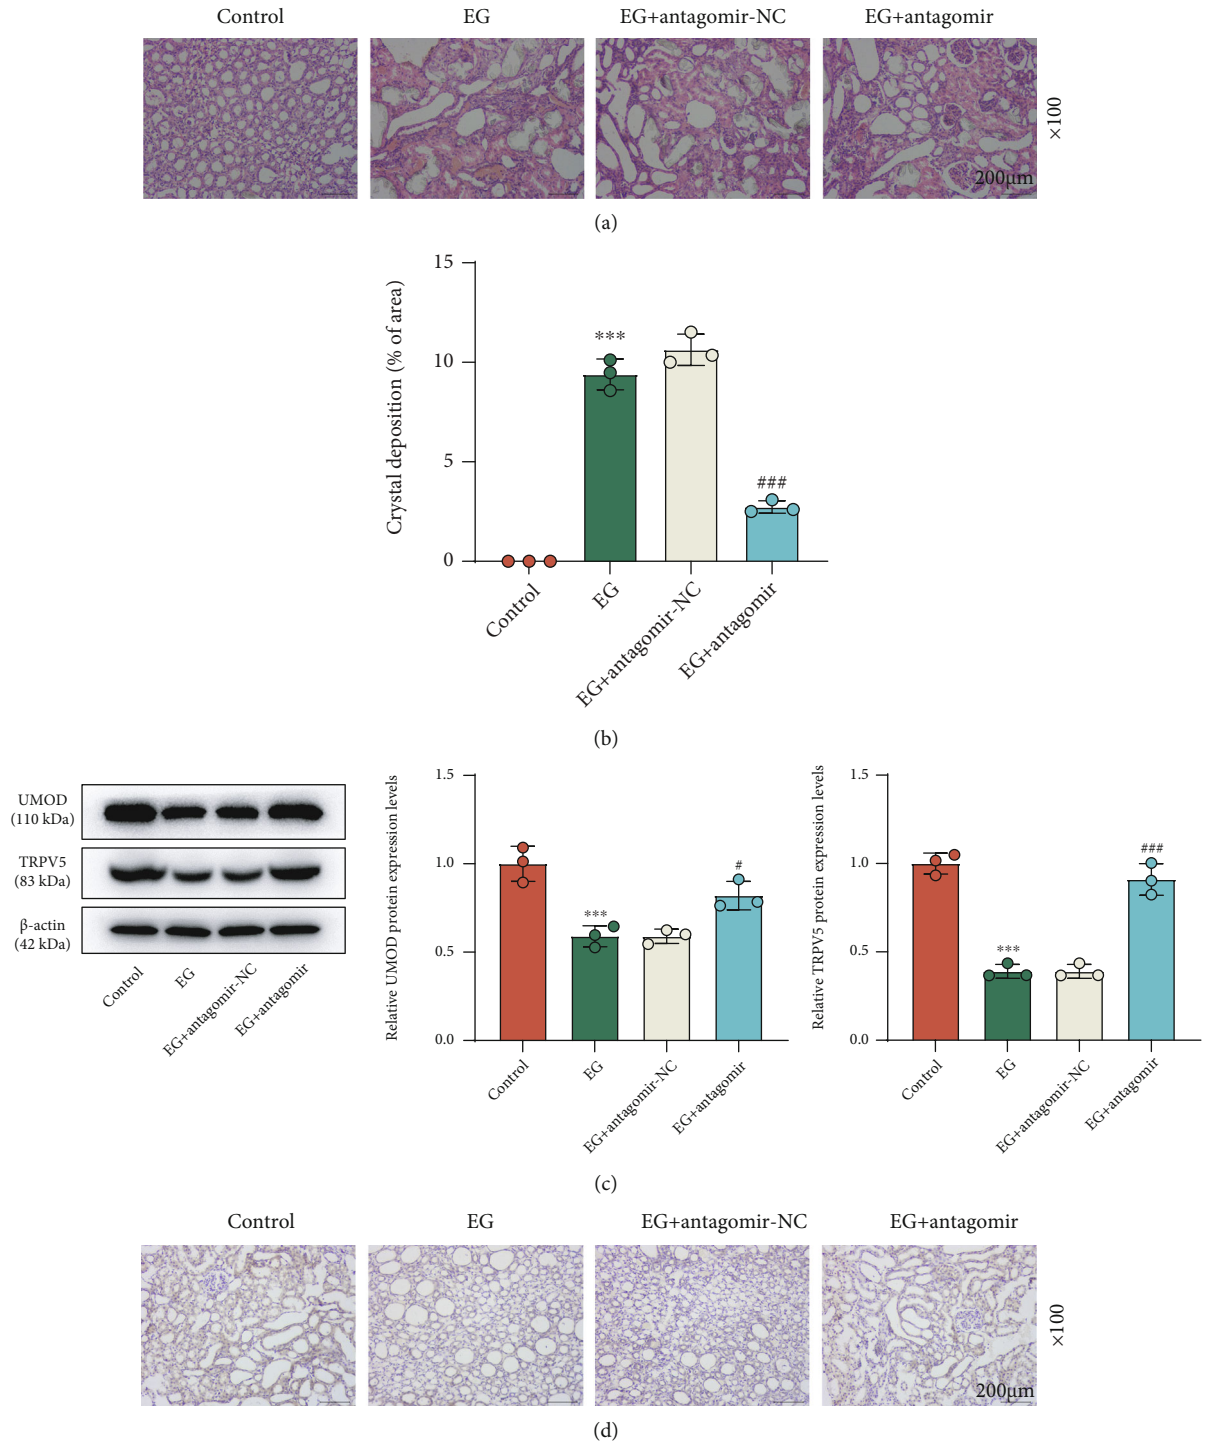 Control EG EG+antagomir-NC EG+antagomir
×100
200μm
(a)
Crystal deposition (% of area)
15
10
5
0
***
###
Control
EG
EG+antagomir-NC
EG+antagomir
(b)
UMOD
(110 kDa)
TRPV5
(83 kDa)
β-actin
(42 kDa)
Control
EG
EG+antagomir-NC
EG+antagomir
Relative UMOD protein expression levels
1.5
1.0
0.5
0.0
***
#
Control
EG
EG+antagomir-NC
EG+antagomir
Relative TRPV5 protein expression levels
1.5
1.0
0.5
0.0
***
###
Control
EG
EG+antagomir-NC
EG+antagomir
(c)
Control EG EG+antagomir-NC EG+antagomir
×100
200μm
(d)